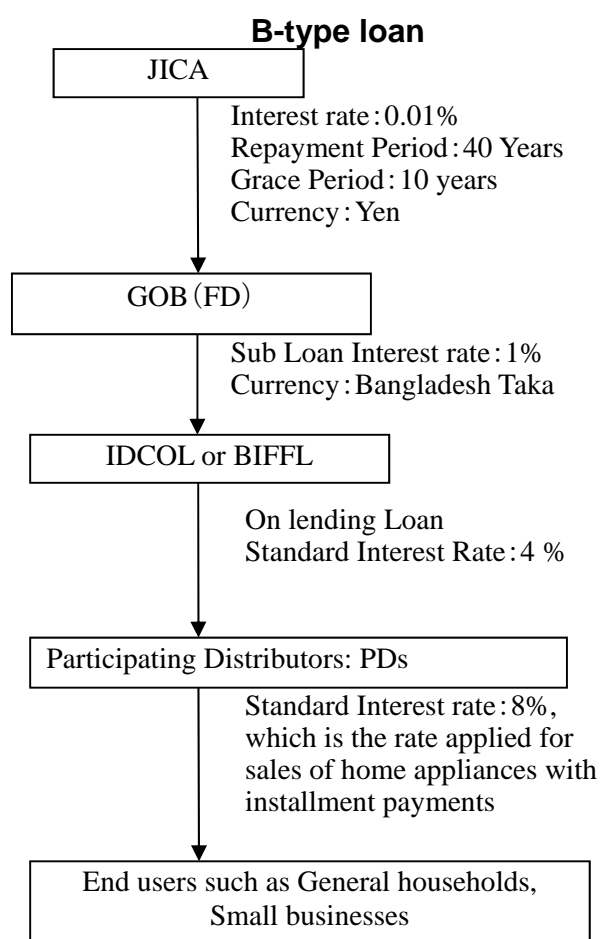 B-type loan
JICA
Interest rate:0.01%
Repayment Period:40 Years
Grace Period:10 years
Currency:Yen
GOB(FD)
Sub Loan Interest rate:1%
Currency:Bangladesh Taka
IDCOL or BIFFL
On lending Loan
Standard Interest Rate:4 %
Participating Distributors: PDs
Standard Interest rate:8%,
which is the rate applied for
sales of home appliances with
installment payments
End users such as General households,
Small businesses